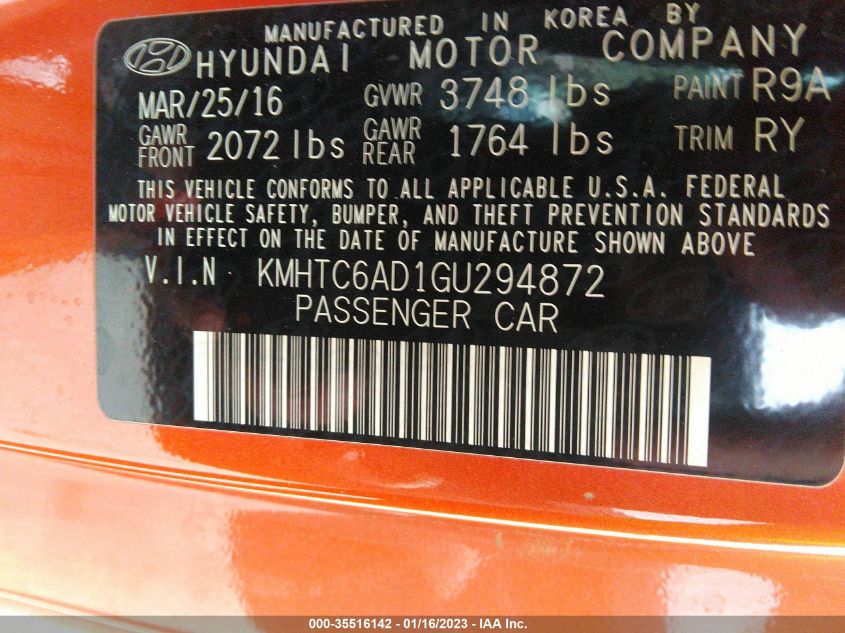 MANUFACTURED IN KOREA BY
HYUNDAI MOTOR COMPANY
MAR/25/16 GVWR 3748 lbs PAINT R9A
GAWR FRONT 2072 lbs GAWR REAR 1764 lbs TRIM RY
THIS VEHICLE CONFORMS TO ALL APPLICABLE U.S.A. FEDERAL
MOTOR VEHICLE SAFETY, BUMPER, AND THEFT PREVENTION STANDARDS
IN EFFECT ON THE DATE OF MANUFACTURE SHOWN ABOVE
V.I.N KMHTC6AD1GU294872
PASSENGER CAR
000-35516142 - 01/16/2023 - IAA Inc.